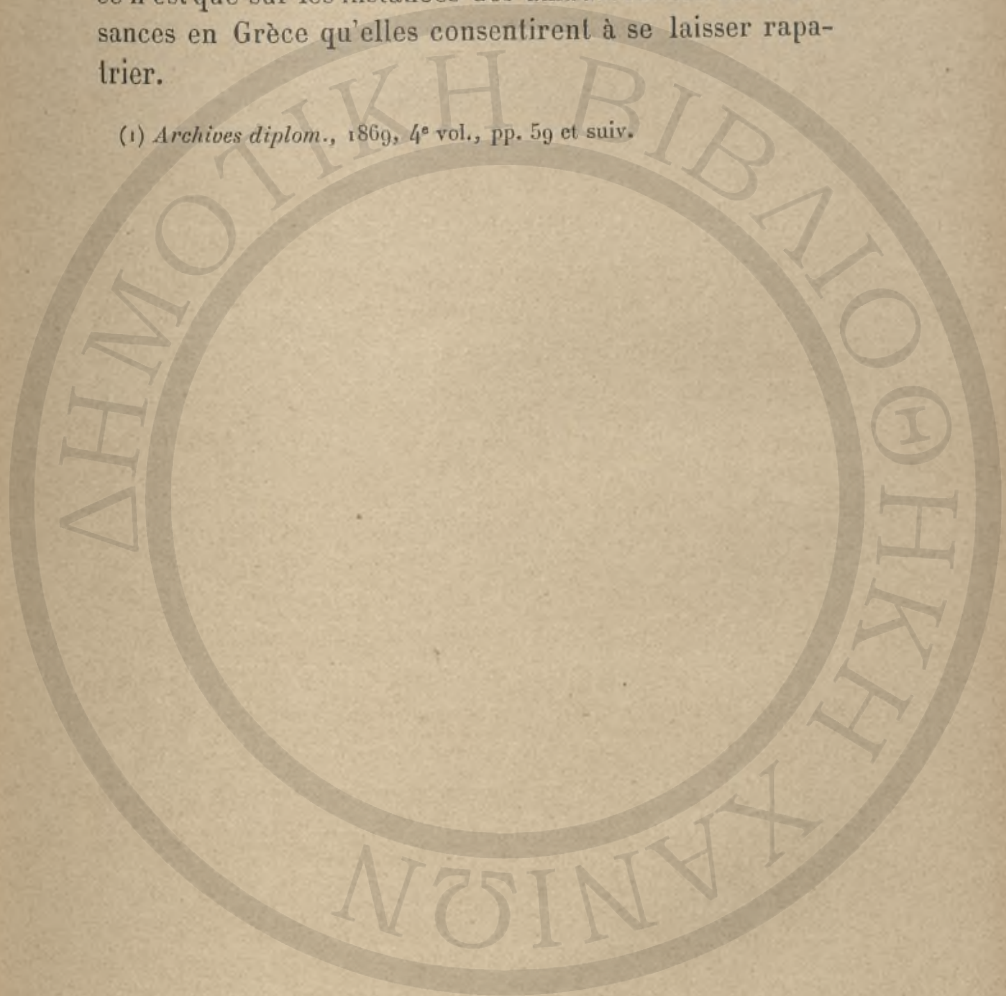 sances en Grèce qu'elles consentirent à se laisser rapa-
trier.
(1) Archives diplom., 1869, 4e vol., pp. 59 et suiv.
ΔΗΜΟΤΙΚΗ ΒΙΒΛΙΟΘΗΚΗ ΧΑΝΙΩΝ